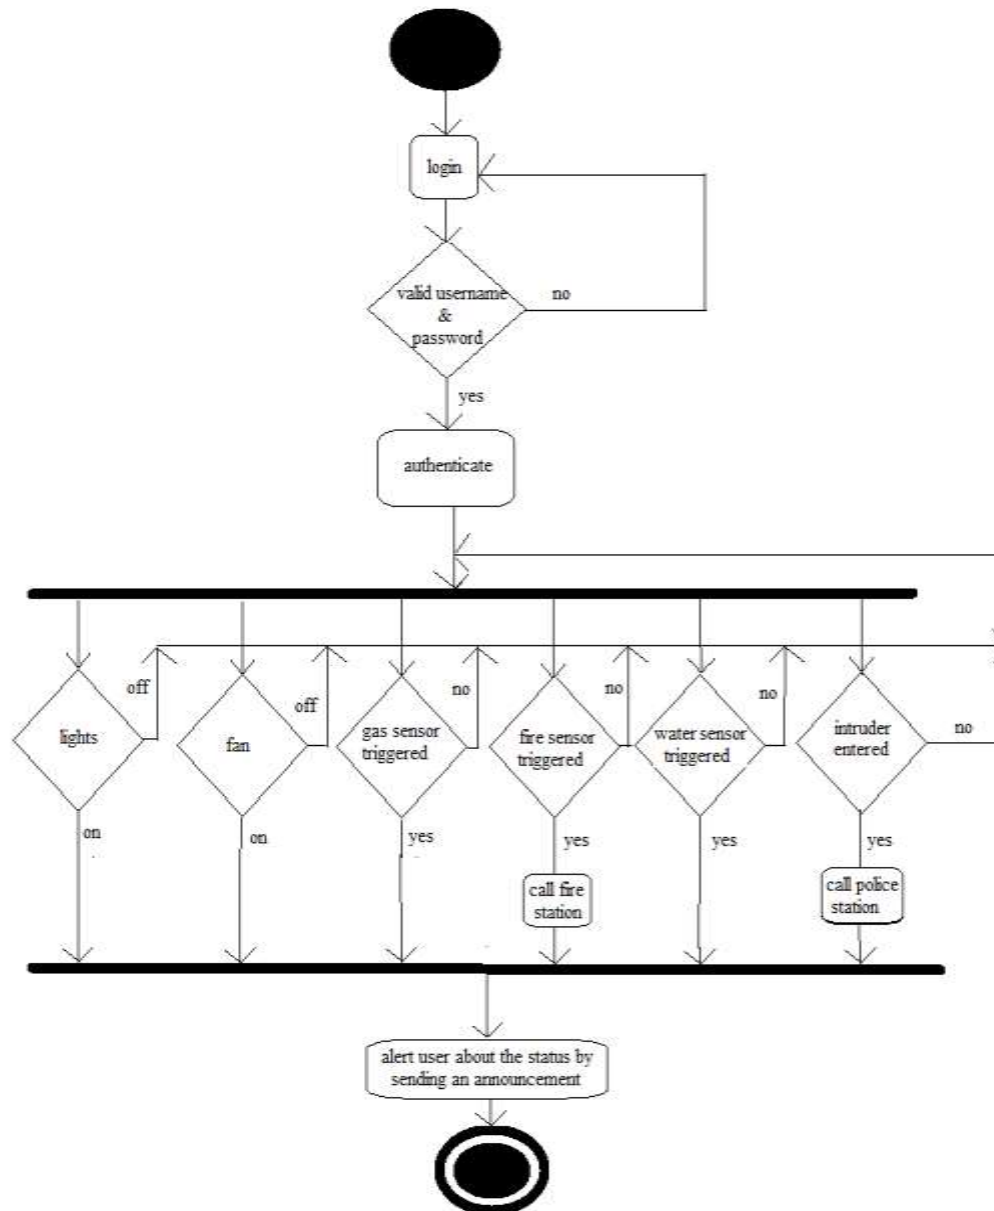 login
valid username
&
password
no
yes
authenticate
off
off
no
no
no
no
lights
fan
gas sensor
triggered
fire sensor
triggered
water sensor
triggered
intruder
entered
on
on
yes
yes
yes
yes
call fire
station
call police
station
alert user about the status by
sending an announcement